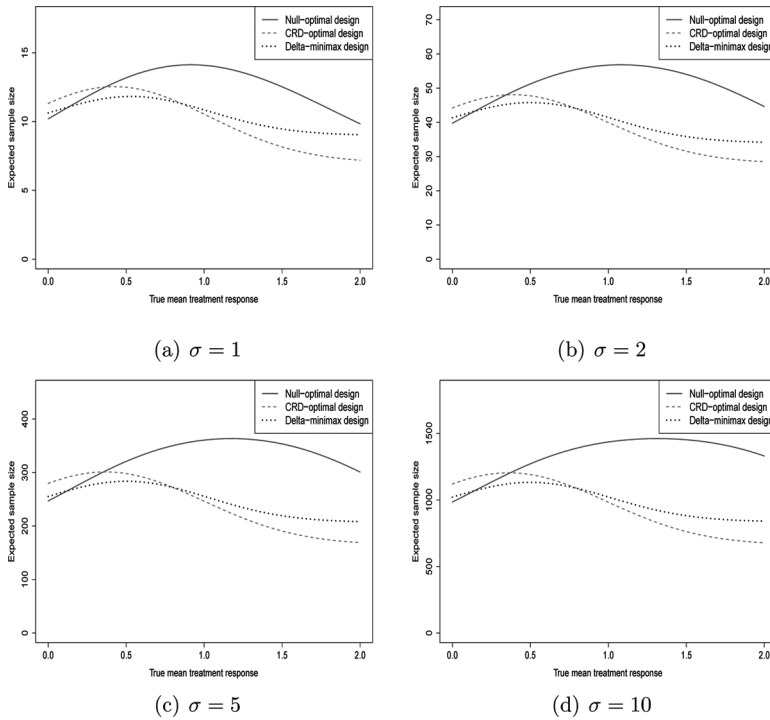 Null−optimal design
CRD−optimal design
Delta−minimax design
Expected sample size
15
10
5
0
0.0 0.5 1.0 1.5 2.0
True mean treatment response
(a) σ = 1
Null−optimal design
CRD−optimal design
Delta−minimax design
Expected sample size
70
60
50
40
30
20
10
0
0.0 0.5 1.0 1.5 2.0
True mean treatment response
(b) σ = 2
Null−optimal design
CRD−optimal design
Delta−minimax design
Expected sample size
400
300
200
100
0
0.0 0.5 1.0 1.5 2.0
True mean treatment response
(c) σ = 5
Null−optimal design
CRD−optimal design
Delta−minimax design
Expected sample size
1500
1000
500
0
0.0 0.5 1.0 1.5 2.0
True mean treatment response
(d) σ = 10